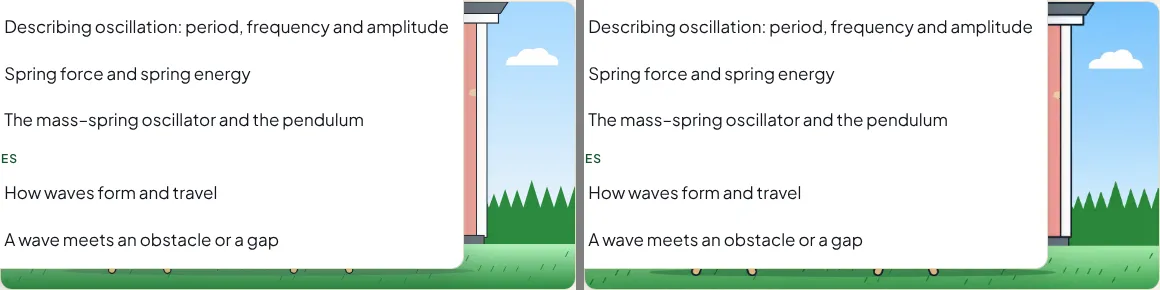 Describing oscillation: period, frequency and amplitude
Spring force and spring energy
The mass–spring oscillator and the pendulum
ES
How waves form and travel
A wave meets an obstacle or a gap
Describing oscillation: period, frequency and amplitude
Spring force and spring energy
The mass–spring oscillator and the pendulum
ES
How waves form and travel
A wave meets an obstacle or a gap